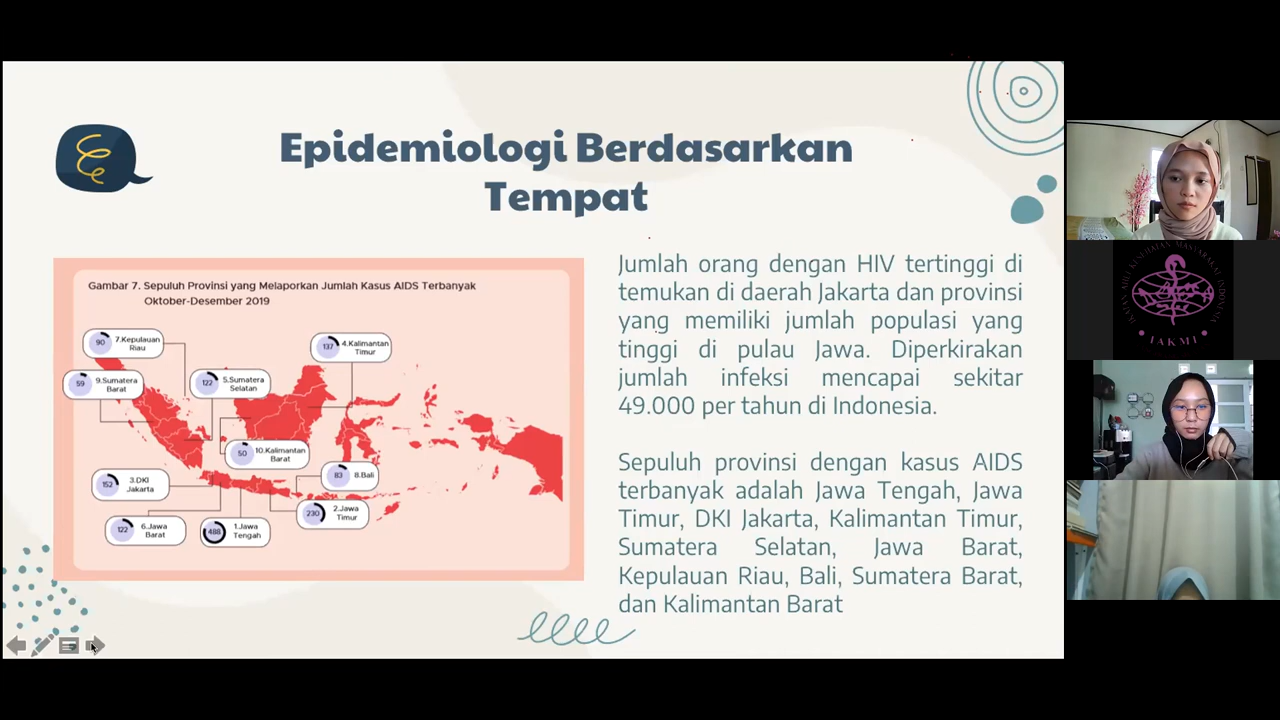 Epidemiologi Berdasarkan
Tempat
Gambar 7. Sepuluh Provinsi yang Melaporkan Jumlah Kasus AIDS Terbanyak
Oktober-Desember 2019
90
7.Kepulauan
Riau
137
4.Kalimantan
Timur
59
9.Sumatera
Barat
122
5.Sumatera
Selatan
50
10.Kalimantan
Barat
83
8.Bali
152
3.DKI
Jakarta
230
2.Jawa
Timur
122
6.Jawa
Barat
488
1.Jawa
Tengah
Jumlah orang dengan HIV tertinggi di
temukan di daerah Jakarta dan provinsi
yang memiliki jumlah populasi yang
tinggi di pulau Jawa. Diperkirakan
jumlah infeksi mencapai sekitar
49.000 per tahun di Indonesia.
Sepuluh provinsi dengan kasus AIDS
terbanyak adalah Jawa Tengah, Jawa
Timur, DKI Jakarta, Kalimantan Timur,
Sumatera Selatan, Jawa Barat,
Kepulauan Riau, Bali, Sumatera Barat,
dan Kalimantan Barat
IKATAN AHLI KESEHATAN MASYARAKAT INDONESIA
IAKMI